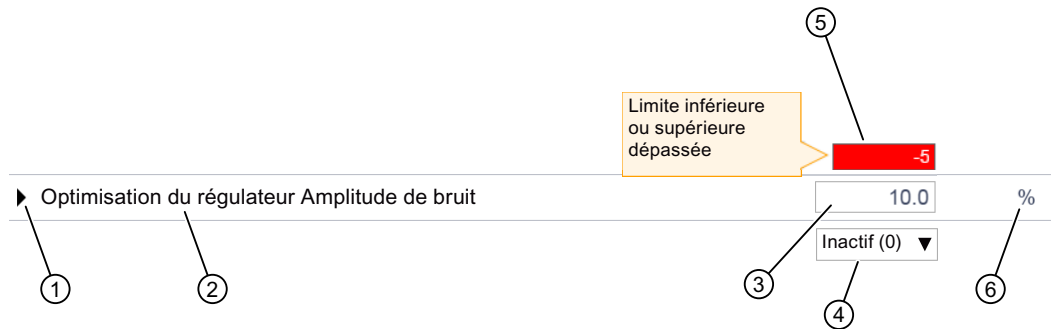 5
Limite inférieure
ou supérieure
dépassée
-5
Optimisation du régulateur Amplitude de bruit
10.0
%
Inactif (0)
1
2
3
4
6